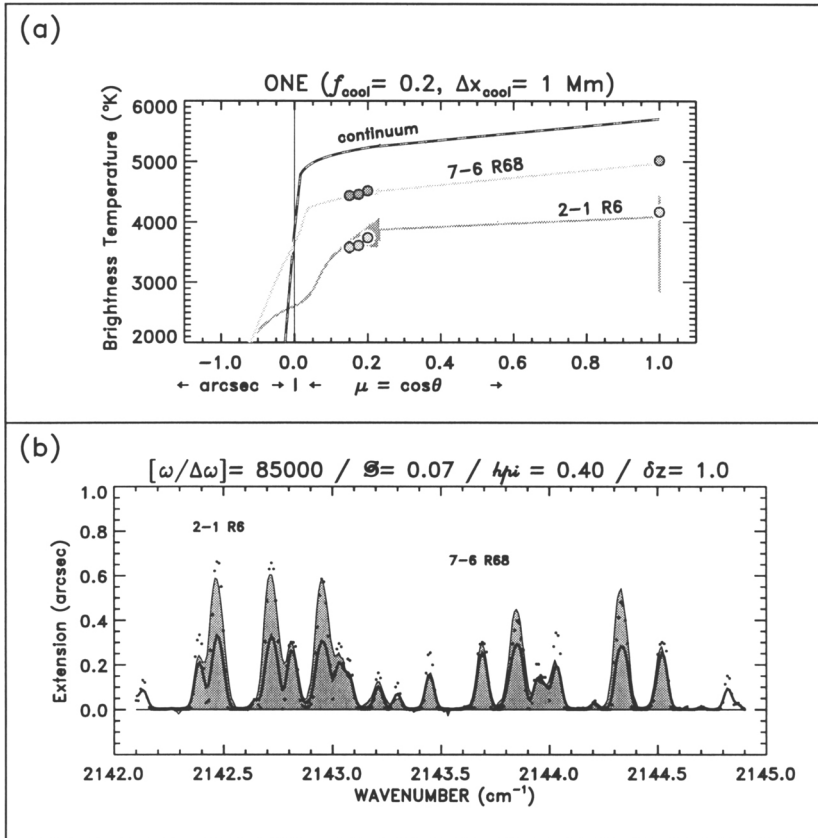 (a)
ONE (f_cool= 0.2, Δx_cool= 1 Mm)
Brightness Temperature (°K)
6000
5000
4000
3000
2000
continuum
7-6 R68
2-1 R6
-1.0 0.0 0.2 0.4 0.6 0.8 1.0
← arcsec → | ← μ = cosθ →
(b)
[ω/Δω]= 85000 / 𝒮= 0.07 / hpi = 0.40 / δz= 1.0
Extension (arcsec)
1.0
0.8
0.6
0.4
0.2
0.0
2-1 R6
7-6 R68
2142.0 2142.5 2143.0 2143.5 2144.0 2144.5 2145.0
WAVENUMBER (cm⁻¹)